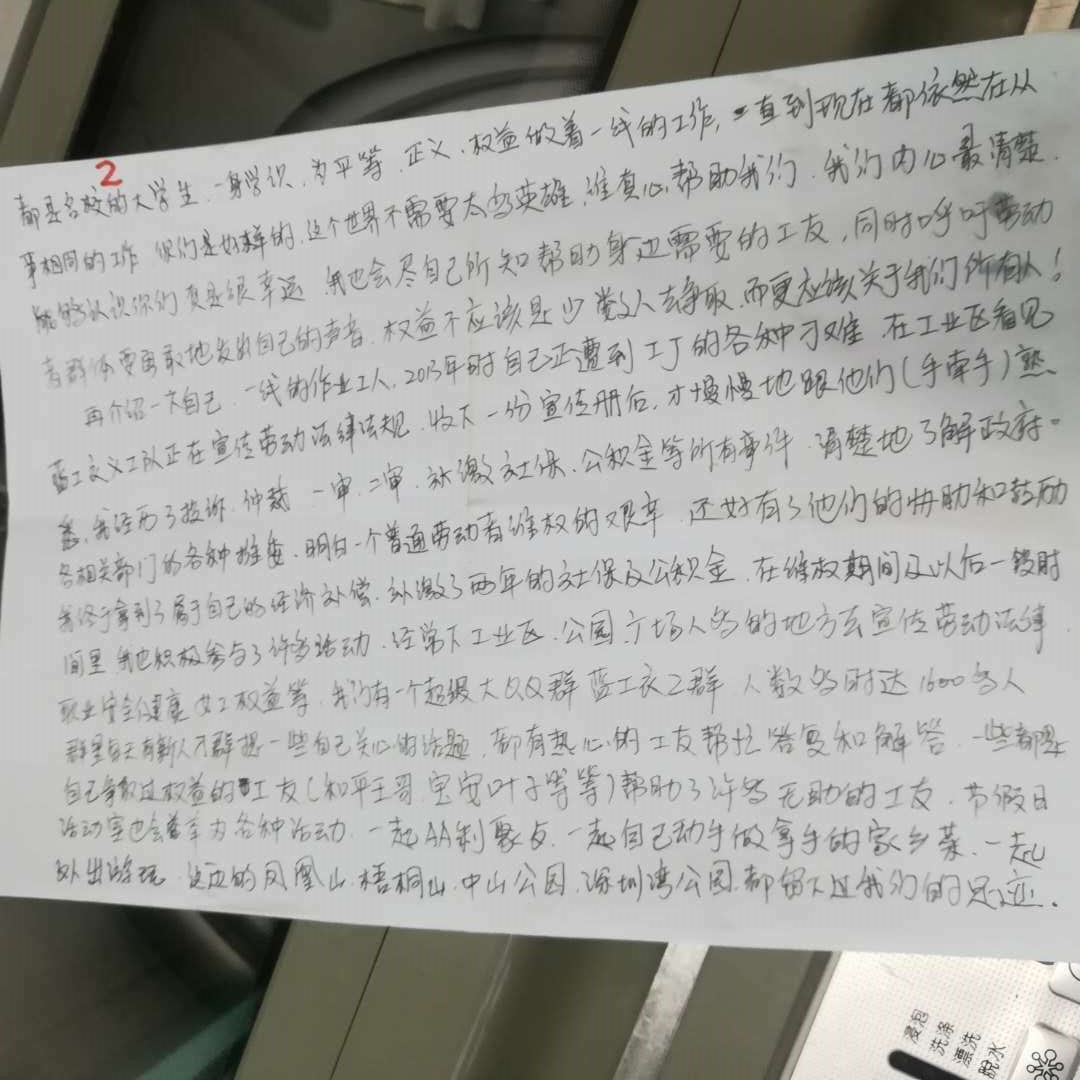 2
都是名校的大学生,一身学识,为平等、正义、权益做着一线的工作,一直到现在都依然在从
事相同的工作 你们是好样的,这个世界不需要太多英雄,谁真心帮助我们,我们内心最清楚.
能够认识你们真是很幸运 我也会尽自己所知帮助身边需要的工友,同时呼吁劳动
者群体要勇敢地发出自己的声音,权益不应该是少数人去争取,而更应该关于我们所有人!
再介绍一下自己,一线的作业工人,2013年时自己正遭到工厂的各种刁难 在工业区看见
蓝工衣义工队正在宣传劳动法律法规,收下一份宣传册后,才慢慢地跟他们(手牵手)熟
悉,我经历了投诉、仲裁、一审、二审、补缴社保、公积金等所有事件,清楚地了解政府
各相关部门的各种推诿,明白一个普通劳动者维权的艰辛,还好有了他们的协助和鼓励
我终于拿到了属于自己的经济补偿,补缴了两年的社保及公积金,在维权期间及以后一段时
间里 我也积极参与了许多活动,经常下工业区、公园、广场人多的地方去宣传劳动法律、
职业安全健康 女工权益等,我们有一个超级大QQ群 蓝工衣2群 人数多时达1600多人
群里每天有新人才群提一些自己关心的话题,都有热心的工友帮忙答复和解答,一些都是
自己争取过权益的工友(和平王哥、宝安叶子等等)帮助了许多无助的工友,节假日
活动室也会举办各种活动,一起AA制聚点,一起自己动手做拿手的家乡菜,一起
外出游玩,这边的凤凰山、梧桐山、中山公园、深圳湾公园,都留下过我们的足迹.
浸泡
洗涤
漂洗
脱水